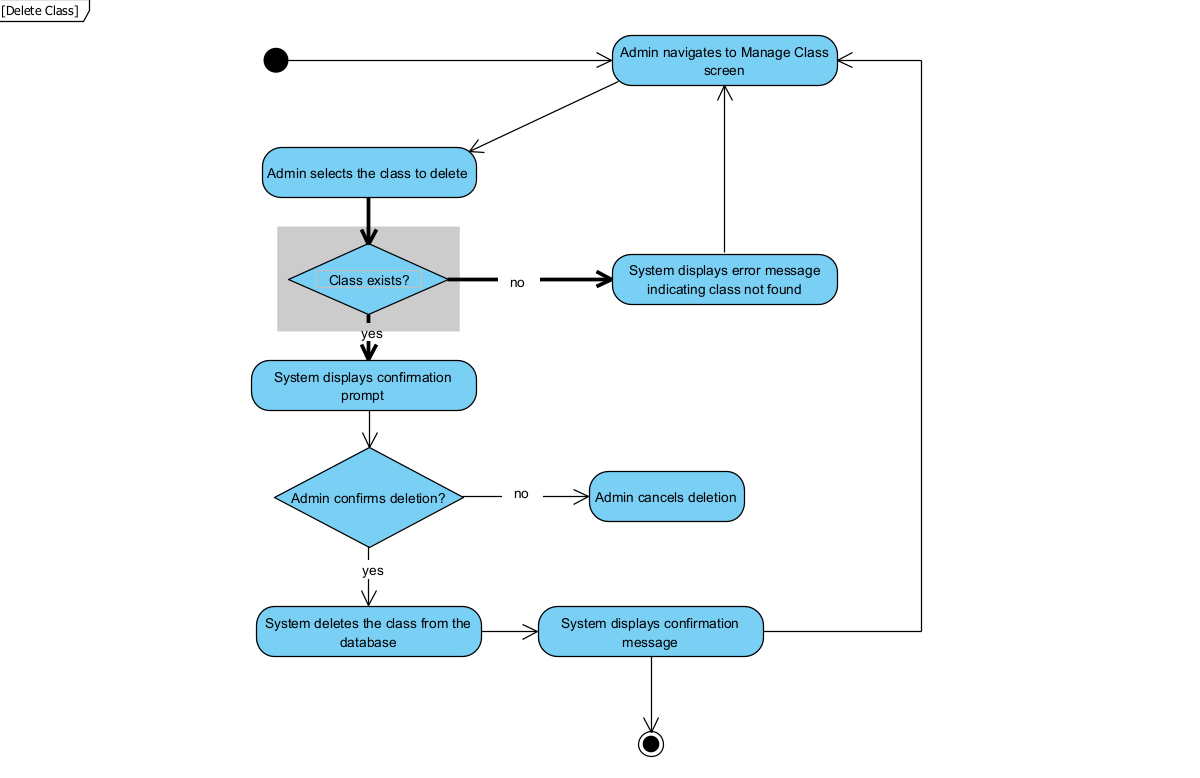 [Delete Class]
Admin navigates to Manage Class
screen
Admin selects the class to delete
Class exists?
no
System displays error message
indicating class not found
yes
System displays confirmation
prompt
Admin confirms deletion?
no
Admin cancels deletion
yes
System deletes the class from the
database
System displays confirmation
message